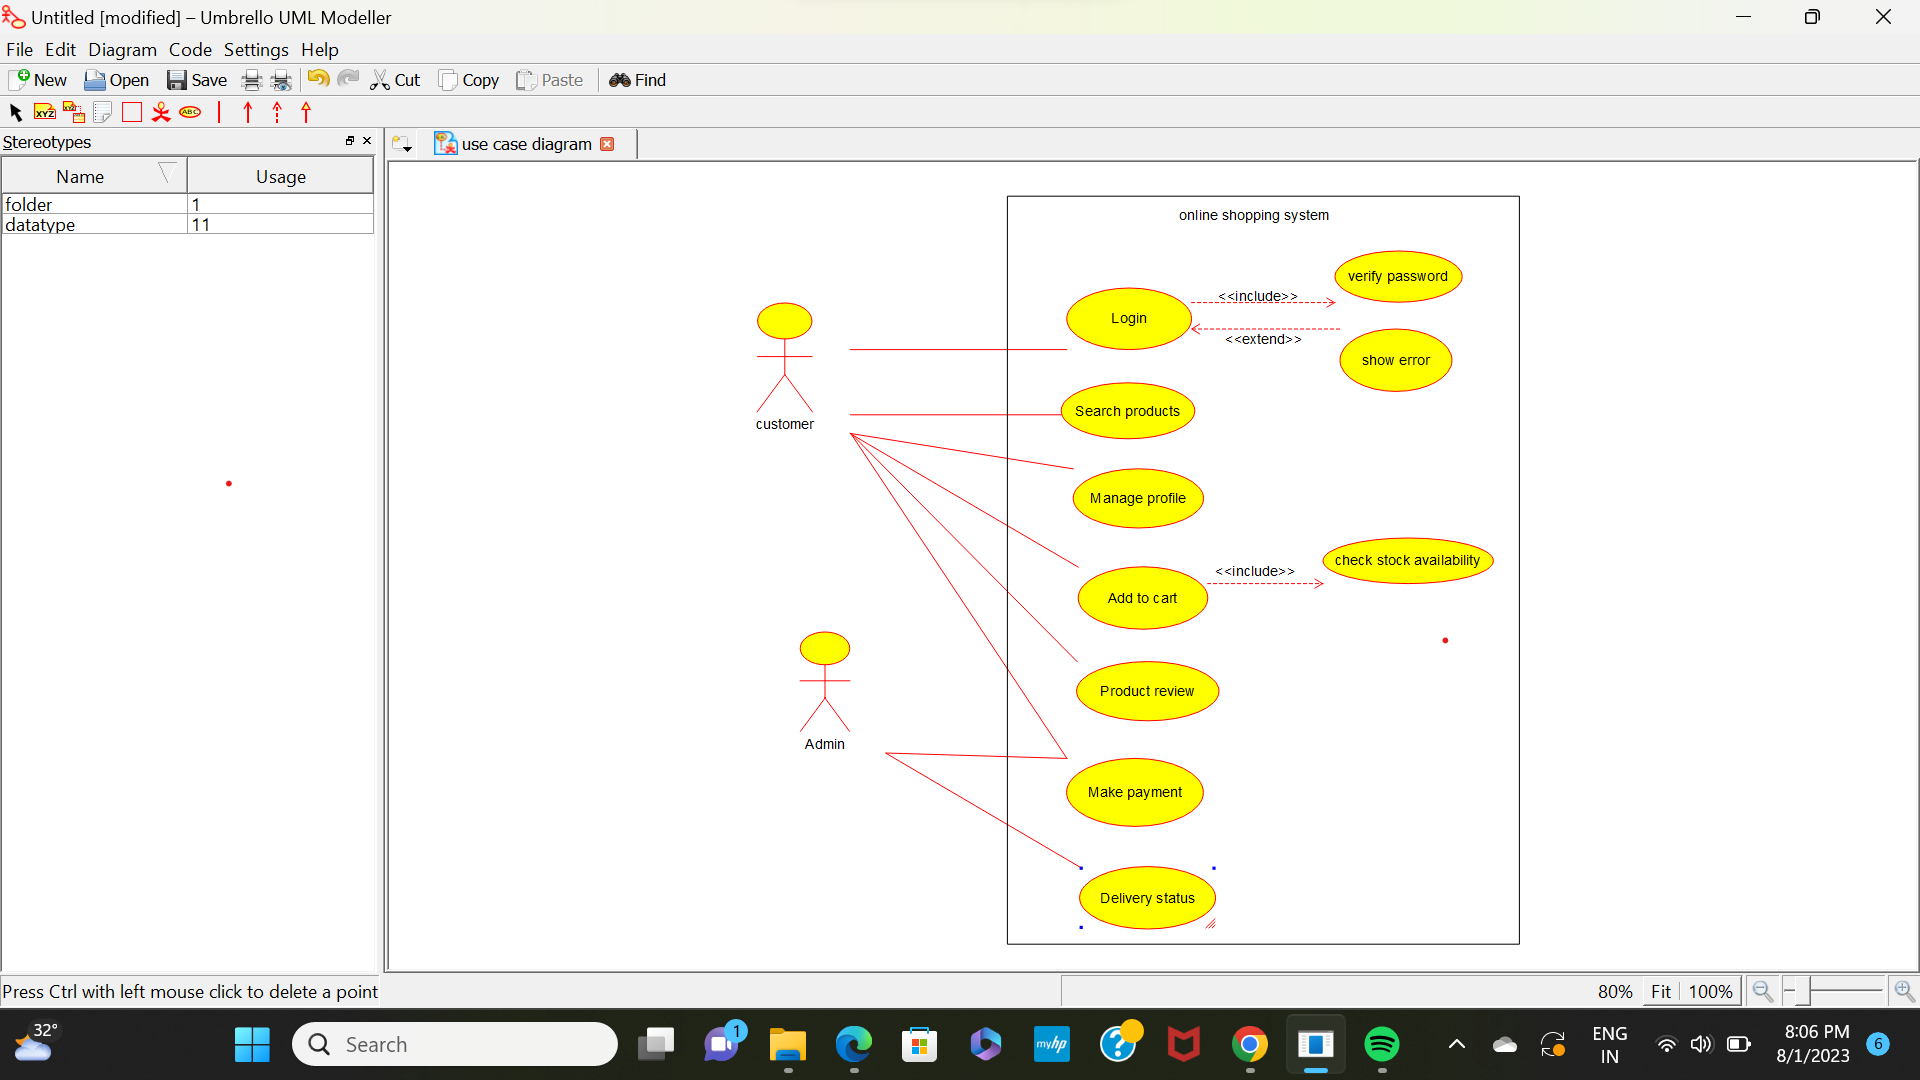 Untitled [modified] – Umbrello UML Modeller
File Edit Diagram Code Settings Help
New Open Save Cut Copy Paste Find
XYZ XYZ ABC
Stereotypes
use case diagram
Name Usage
folder 1
datatype 11
online shopping system
verify password
<<include>>
Login
<<extend>>
show error
Search products
customer
Manage profile
check stock availability
<<include>>
Add to cart
Product review
Admin
Make payment
Delivery status
Press Ctrl with left mouse click to delete a point
80% Fit 100%
32°
Search
1
myhp
?
ENG
IN
8:06 PM
8/1/2023
6